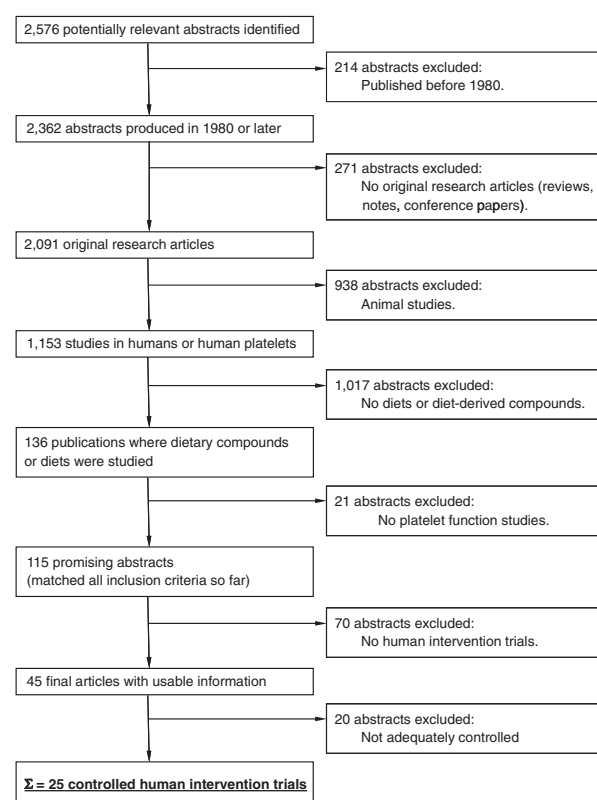 2,576 potentially relevant abstracts identified
214 abstracts excluded:
Published before 1980.
2,362 abstracts produced in 1980 or later
271 abstracts excluded:
No original research articles (reviews,
notes, conference papers).
2,091 original research articles
938 abstracts excluded:
Animal studies.
1,153 studies in humans or human platelets
1,017 abstracts excluded:
No diets or diet-derived compounds.
136 publications where dietary compounds
or diets were studied
21 abstracts excluded:
No platelet function studies.
115 promising abstracts
(matched all inclusion criteria so far)
70 abstracts excluded:
No human intervention trials.
45 final articles with usable information
20 abstracts excluded:
Not adequately controlled
Σ = 25 controlled human intervention trials